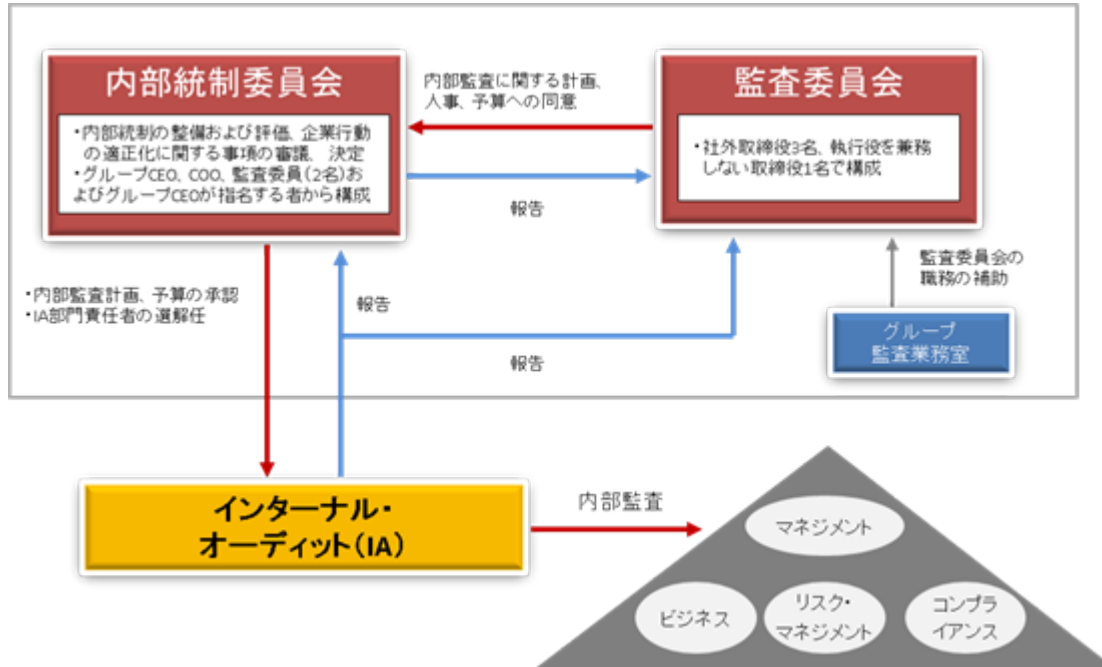 内部統制委員会
・内部統制の整備および評価、企業行動
の適正化に関する事項の審議、決定
・グループCEO、COO、監査委員(2名)お
よびグループCEOが指名する者から構成
内部監査に関する計画、
人事、予算への同意
報告
監査委員会
・社外取締役3名、執行役を兼務
しない取締役1名で構成
監査委員会の
職務の補助
グループ
監査業務室
・内部監査計画、予算の承認
・IA部門責任者の選解任
報告
報告
インターナル・
オーディット(IA)
内部監査
マネジメント
ビジネス
リスク・
マネジメント
コンプラ
イアンス